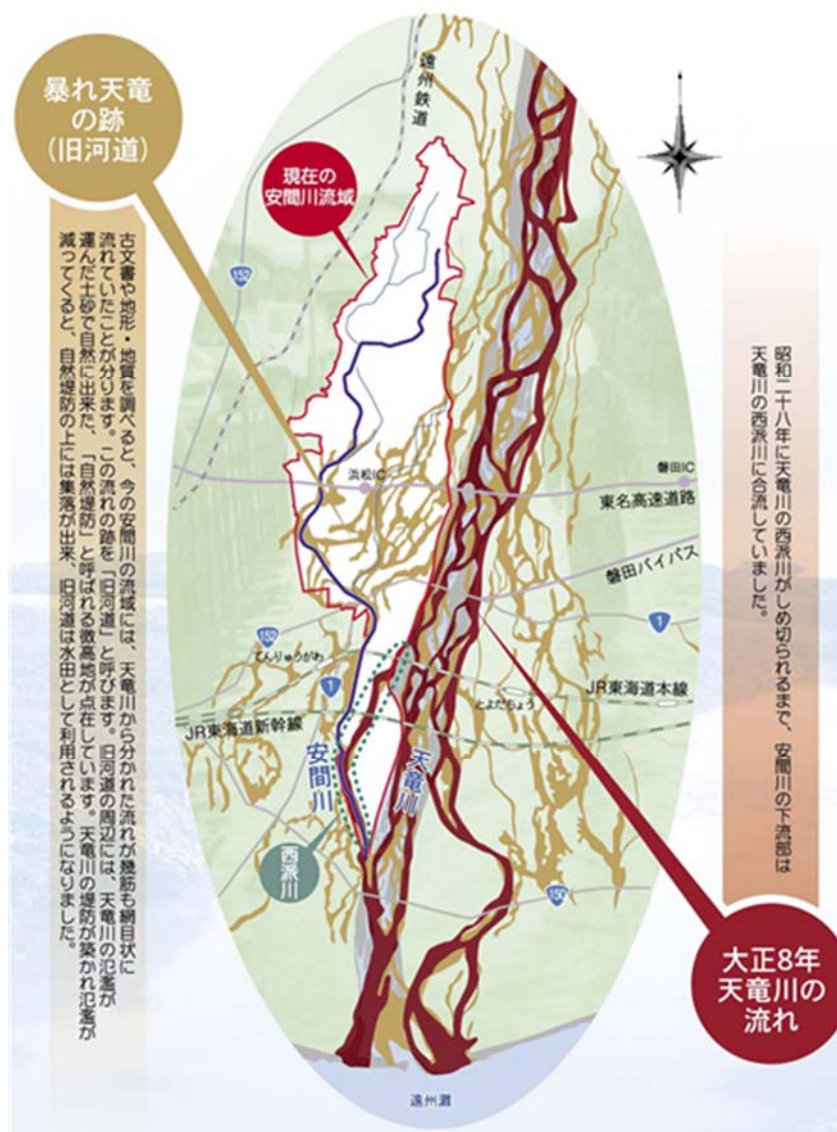 暴れ天竜
の跡
(旧河道)
現在の
安間川流域
遠州鉄道
152
浜松IC
磐田IC
東名高速道路
磐田バイパス
152
1
てんりゅうがわ
1
JR東海道本線
とよだちょう
JR東海道新幹線
安間川
天竜川
西派川
150
大正8年
天竜川の
流れ
遠州灘
昭和二十八年に天竜川の西派川がしめ切られるまで、安間川の下流部は
天竜川の西派川に合流していました。
古文書や地形・地質を調べると、今の安間川の流域には、天竜川から分かれた流れが幾筋も網目状に
流れていたことが分ります。この流れの跡を「旧河道」と呼びます。旧河道の周辺には、天竜川の氾濫が
運んだ土砂で自然に出来た、「自然堤防」と呼ばれる微高地が点在しています。天竜川の堤防が築かれ氾濫が
減ってくると、自然堤防の上には集落が出来、旧河道は水田として利用されるようになりました。